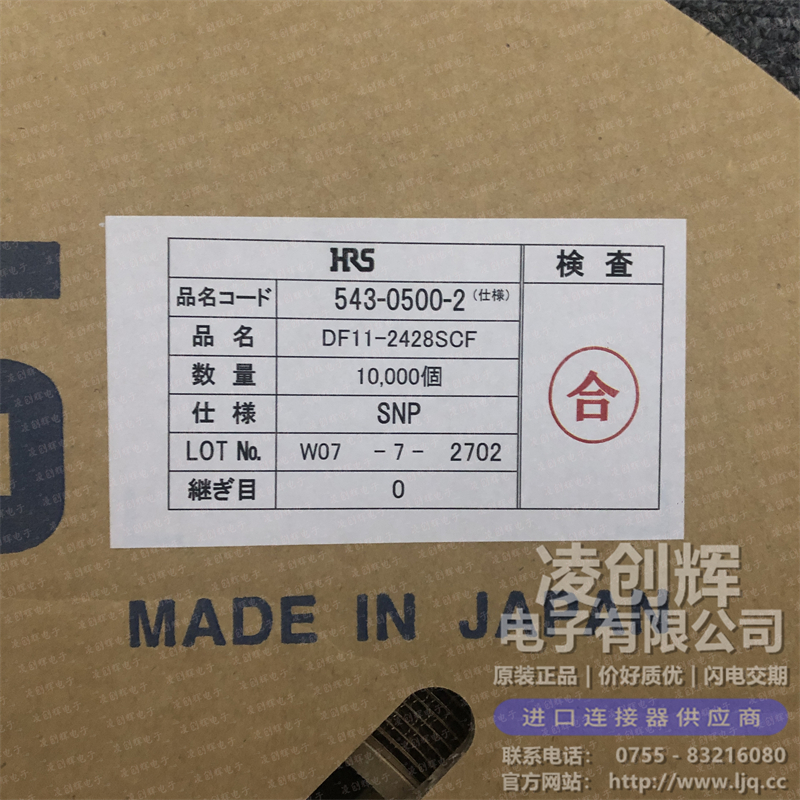 HRS
検査
品名コード 543-0500-2 (仕様)
品名 DF11-2428SCF
数量 10,000個
合
仕様 SNP
LOT No. W07 -7- 2702
継ぎ目 0
MADE IN JAPAN
凌创辉
电子有限公司
原装正品 | 价好质优 | 闪电交期
进口连接器供应商
联系电话: 0755-83216080
官方网站: http://www.ljq.cc